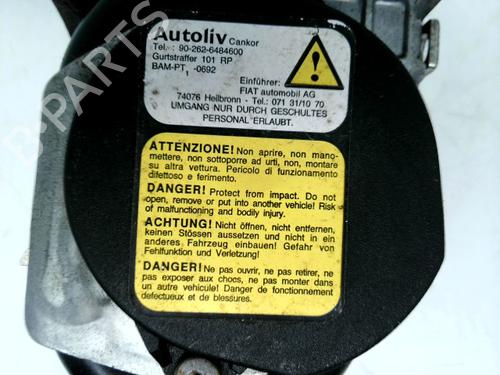 Autoliv Cankor
Tel. : 90-262-6484600
Gurtstraffer 101 RP
BAM-PT1 -0692
Einführer:
FIAT automobil AG
74076 Heilbronn - Tel.: 071 31/10 70
UMGANG NUR DURCH GESCHULTES
PERSONAL ERLAUBT.
ATTENZIONE! Non aprire, non mano-
mettere, non sottoporre ad urti, non, montare
su altra vettura. Pericolo di funzionamento
difettoso e ferimento.
DANGER! Protect from impact. Do not
open, remove or put into another vehicle! Risk
of malfunctioning and bodily injury.
ACHTUNG! Nicht öffnen, nicht entfernen,
keinen Stössen aussetzen und nicht in ein
anderes Fahrzeug einbauen! Gefahr von
Fehlfunktion und Verletzung!
DANGER! Ne pas ouvrir, ne pas retirer, ne
pas exposer aux chocs, ne pas monter dans
un autre véhicule! Danger de fonctionnement
defectueux et de blessures.
B-PARTS